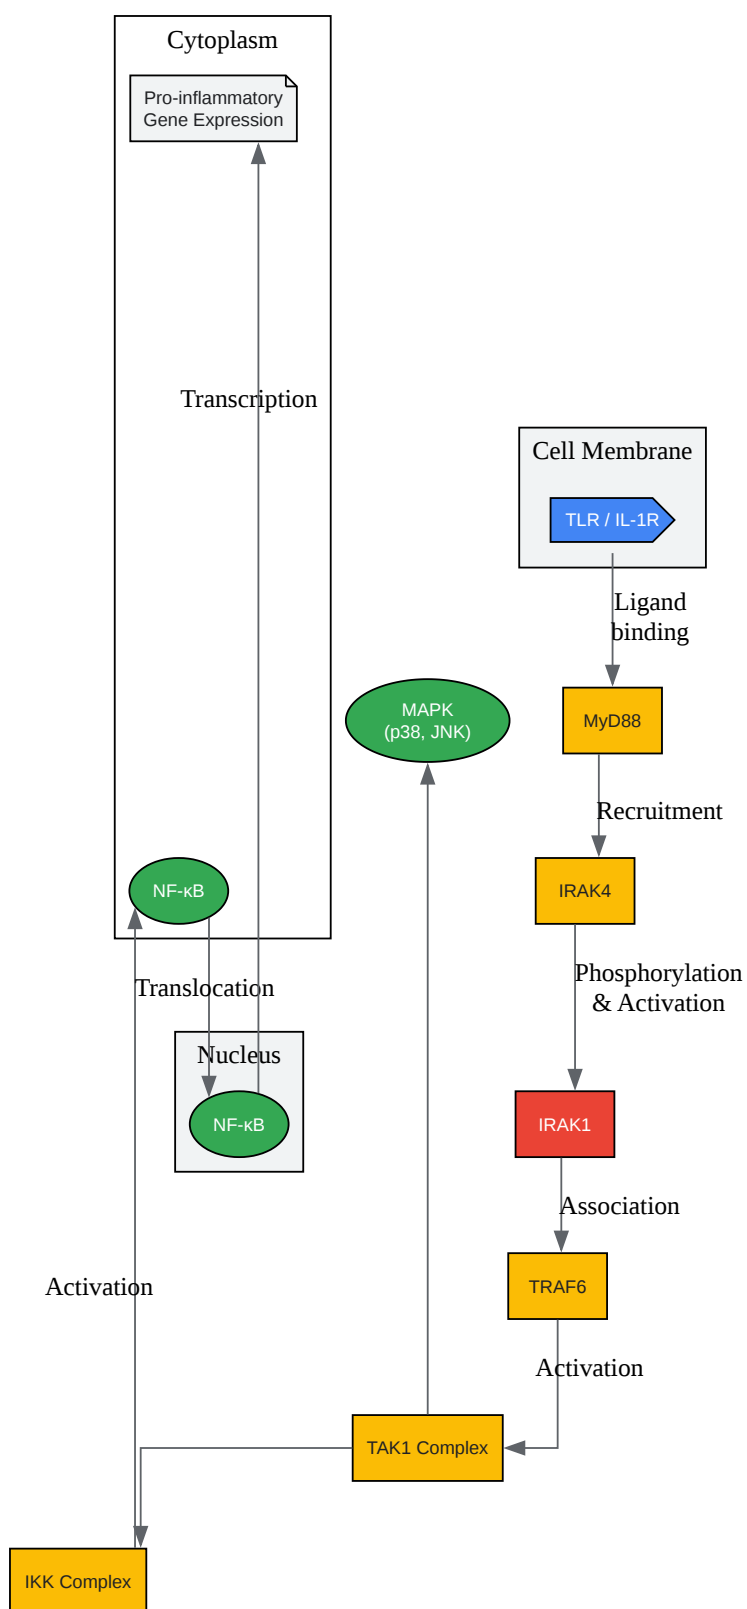 Cytoplasm
Pro-inflammatory
Gene Expression
Transcription
Cell Membrane
TLR / IL-1R
Ligand
binding
MAPK
(p38, JNK)
MyD88
Recruitment
NF-κB
IRAK4
Translocation
Phosphorylation
& Activation
Nucleus
NF-κB
IRAK1
Association
Activation
TRAF6
Activation
TAK1 Complex
IKK Complex